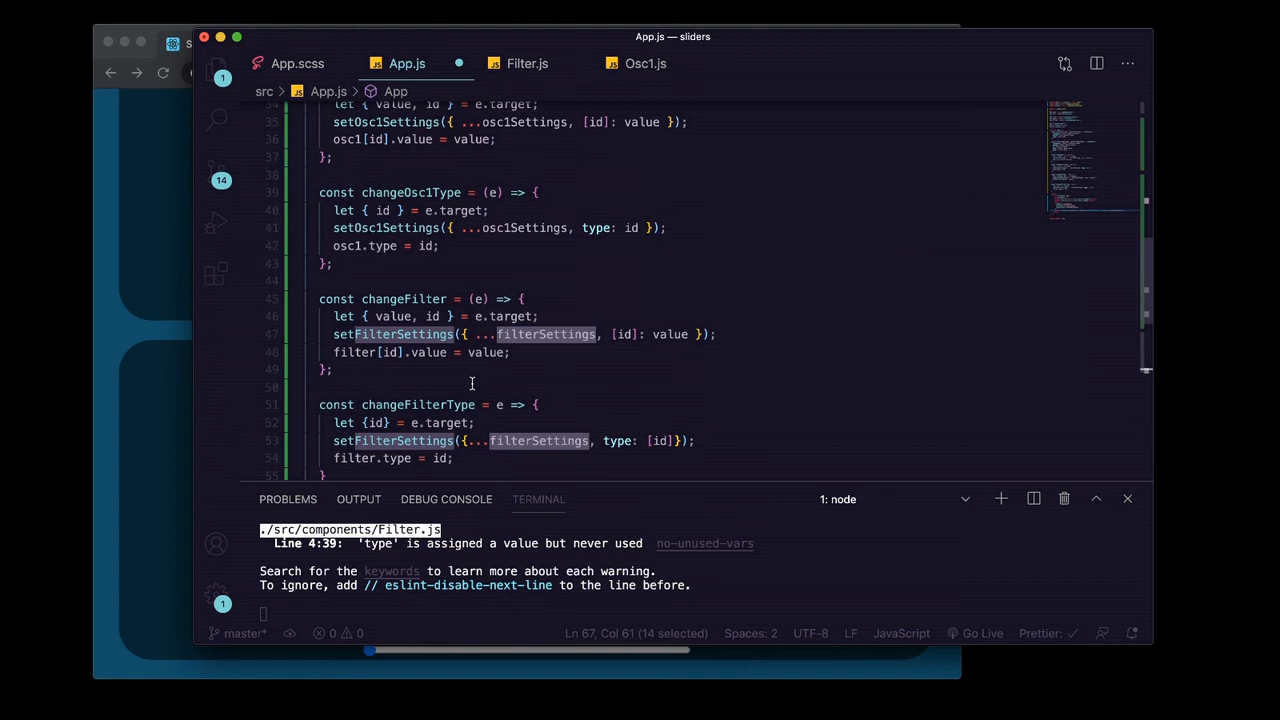 App.js — sliders
S
App.scss
App.js
Filter.js
Osc1.js
src > App.js > App
34 let { value, id } = e.target;
35 setOsc1Settings({ ...osc1Settings, [id]: value });
36 osc1[id].value = value;
37 };
38
39 const changeOsc1Type = (e) => {
40 let { id } = e.target;
41 setOsc1Settings({ ...osc1Settings, type: id });
42 osc1.type = id;
43 };
44
45 const changeFilter = (e) => {
46 let { value, id } = e.target;
47 setFilterSettings({ ...filterSettings, [id]: value });
48 filter[id].value = value;
49 };
50
51 const changeFilterType = e => {
52 let {id} = e.target;
53 setFilterSettings({...filterSettings, type: [id]});
54 filter.type = id;
55 }
1
14
1
PROBLEMS OUTPUT DEBUG CONSOLE TERMINAL 1: node
./src/components/Filter.js
Line 4:39: 'type' is assigned a value but never used no-unused-vars
Search for the keywords to learn more about each warning.
To ignore, add // eslint-disable-next-line to the line before.
master* 0 0 Ln 67, Col 61 (14 selected) Spaces: 2 UTF-8 LF JavaScript Go Live Prettier: ✓